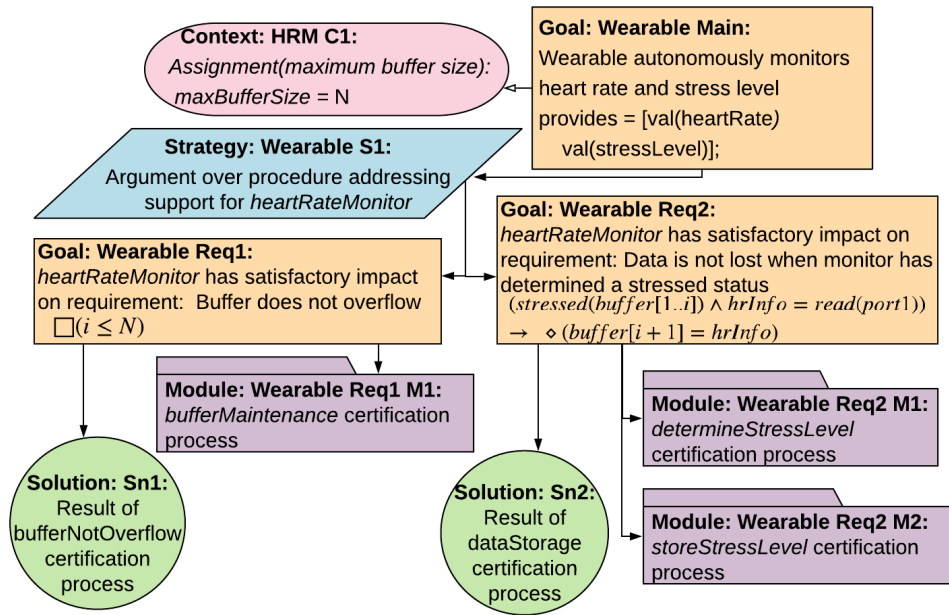 Context: HRM C1:
Assignment(maximum buffer size):
maxBufferSize = N
Goal: Wearable Main:
Wearable autonomously monitors
heart rate and stress level
provides = [val(heartRate)
val(stressLevel)];
Strategy: Wearable S1:
Argument over procedure addressing
support for heartRateMonitor
Goal: Wearable Req1:
heartRateMonitor has satisfactory impact
on requirement: Buffer does not overflow
□(i ≤ N)
Goal: Wearable Req2:
heartRateMonitor has satisfactory impact on
requirement: Data is not lost when monitor has
determined a stressed status
(stressed(buffer[1..i]) ∧ hrInfo = read(port1))
→ ⋄ (buffer[i + 1] = hrInfo)
Module: Wearable Req1 M1:
bufferMaintenance certification
process
Module: Wearable Req2 M1:
determineStressLevel
certification process
Solution: Sn1:
Result of
bufferNotOverflow
certification
process
Solution: Sn2:
Result of
dataStorage
certification
process
Module: Wearable Req2 M2:
storeStressLevel certification
process